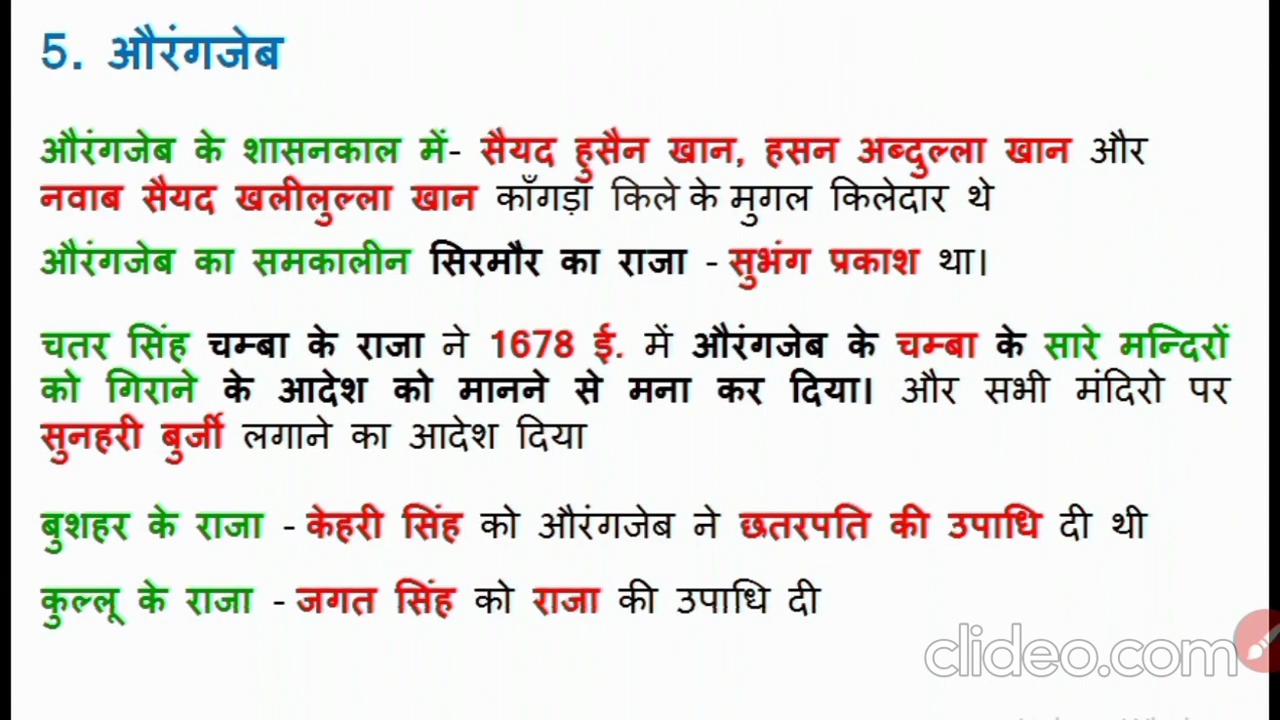 5. औरंगजेब
औरंगजेब के शासनकाल में- सैयद हुसैन खान, हसन अब्दुल्ला खान और
नवाब सैयद खलीलुल्ला खान काँगड़ा किले के मुगल किलेदार थे
औरंगजेब का समकालीन सिरमौर का राजा - सुभंग प्रकाश था।
चतर सिंह चम्बा के राजा ने 1678 ई. में औरंगजेब के चम्बा के सारे मन्दिरों
को गिराने के आदेश को मानने से मना कर दिया। और सभी मंदिरो पर
सुनहरी बुर्जी लगाने का आदेश दिया
बुशहर के राजा - केहरी सिंह को औरंगजेब ने छतरपति की उपाधि दी थी
कुल्लू के राजा - जगत सिंह को राजा की उपाधि दी
clideo.com